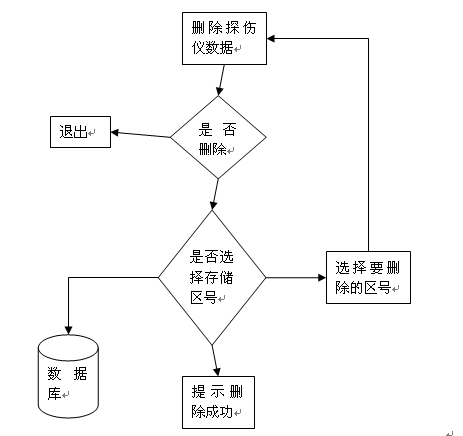 删除探伤
仪数据
退出
是否
删除
是否选
择存储
区号
选择要删
除的区号
数据
库
提示删
除成功